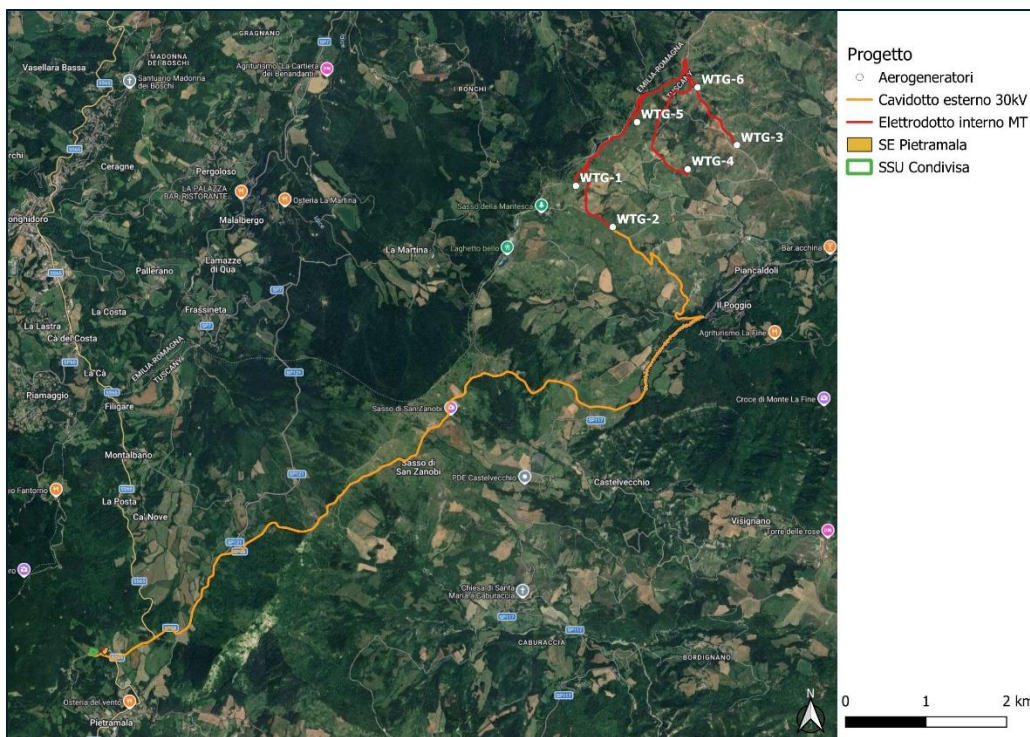 GRAGNANO
MADONNA
DEI BOSCHI
Vasellara Bassa
Santuario Madonna
dei Boschi
Agriturismo "La Cartiera
dei Benandanti"
I BONCHI
EMILIA-ROMAGNA
TUSCANY
WTG-6
WTG-5
WTG-3
WTG-4
WTG-1
WTG-2
Ceragne
Pergoloso
LA PALAZZA
BAR RISTORANTE
Osteria La Martina
Malalbergo
Sasso della Mantesca
Laghetto bello
La Martina
Lamazze
di Qua
Pallerano
Frassineta
La Costa
La Lastra
Cà del Costa
La Cà
Piamaggio
Filigare
EMILIA-ROMAGNA
TUSCANY
Bar acchina
Piancaldoli
Il Poggio
Agriturismo La Fine
Croce di Monte La Fine
Sasso di San Zanobi
SP117
Montalbano
Sasso di
San Zanobi
PDE Castelvecchio
Castelvecchio
La Posta
Ca' Nove
Visignano
Torre delle rose
Chiesa di Santa
Maria a Caburaccia
CABURACCIA
BORDIGNANO
SP117
Osteria del vento
Pietramala
N
Progetto
Aerogeneratori
Cavidotto esterno 30kV
Elettrodotto interno MT
SE Pietramala
SSU Condivisa
0 1 2 km